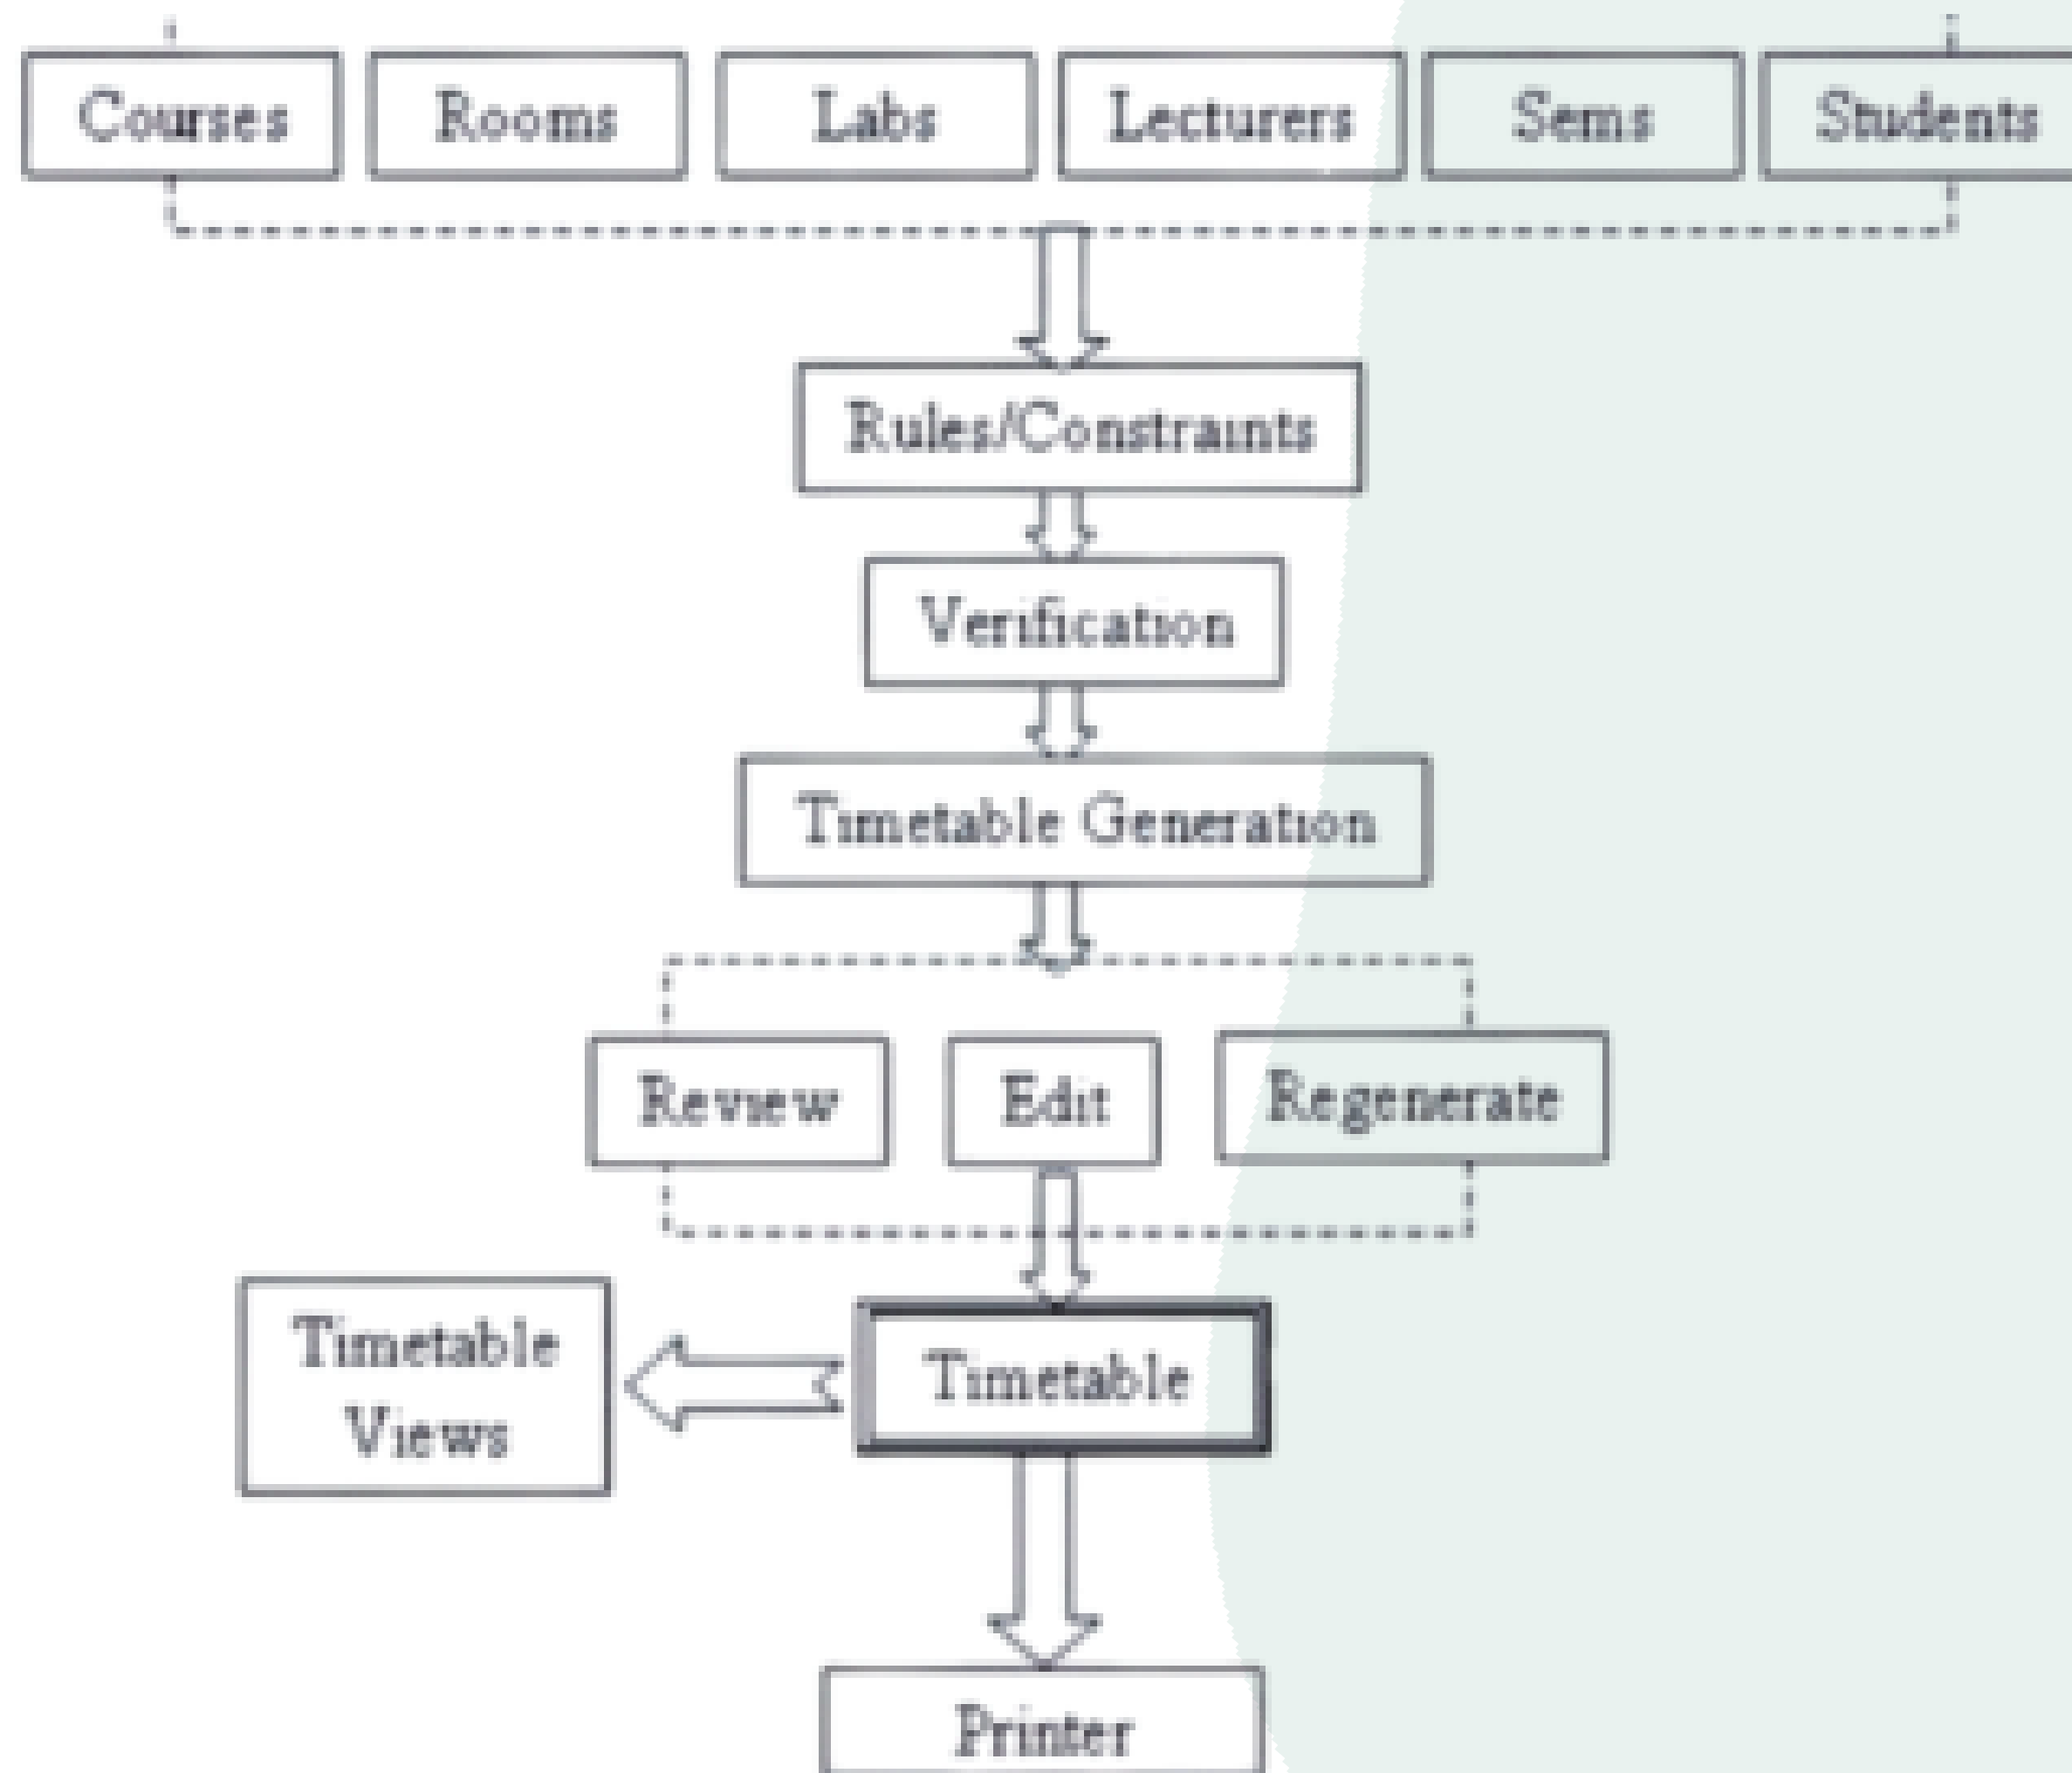 Courses
Rooms
Labs
Lecturers
Sems
Students
Rules/Constraints
Verification
Timetable Generation
Review
Edit
Regenerate
Timetable
Views
Timetable
Printer